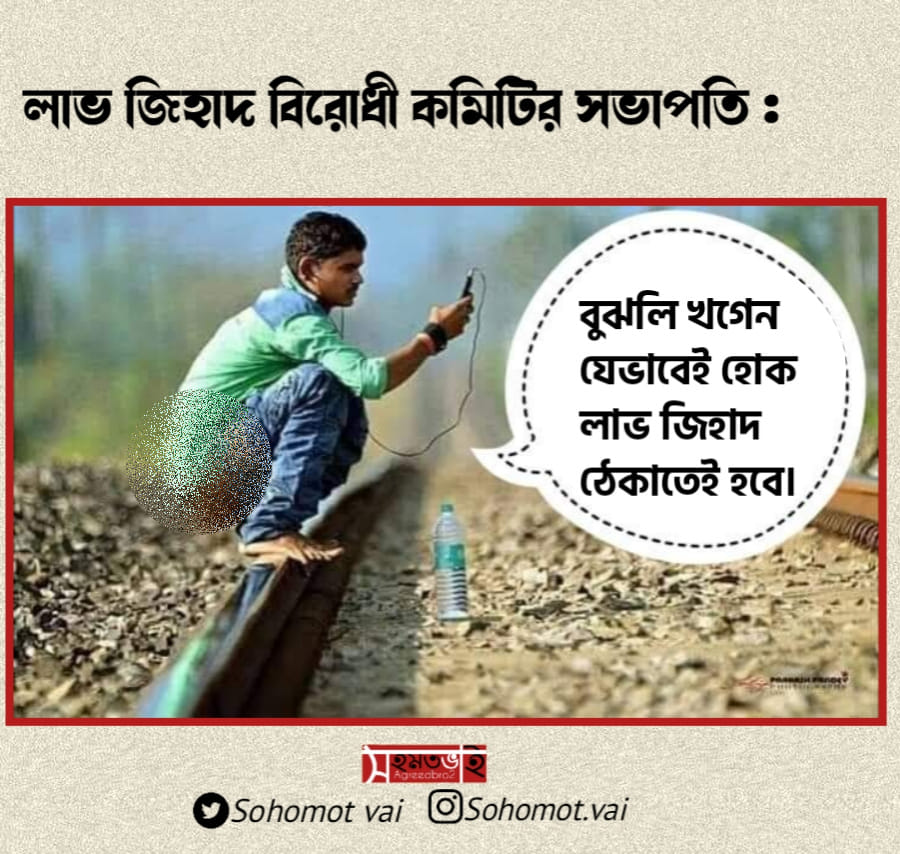 লাভ জিহাদ বিরোধী কমিটির সভাপতি :
বুঝলি খগেন
যেভাবেই হোক
লাভ জিহাদ
ঠেকাতেই হবে।
সহমতভাই
Sohomot vai Sohomot.vai